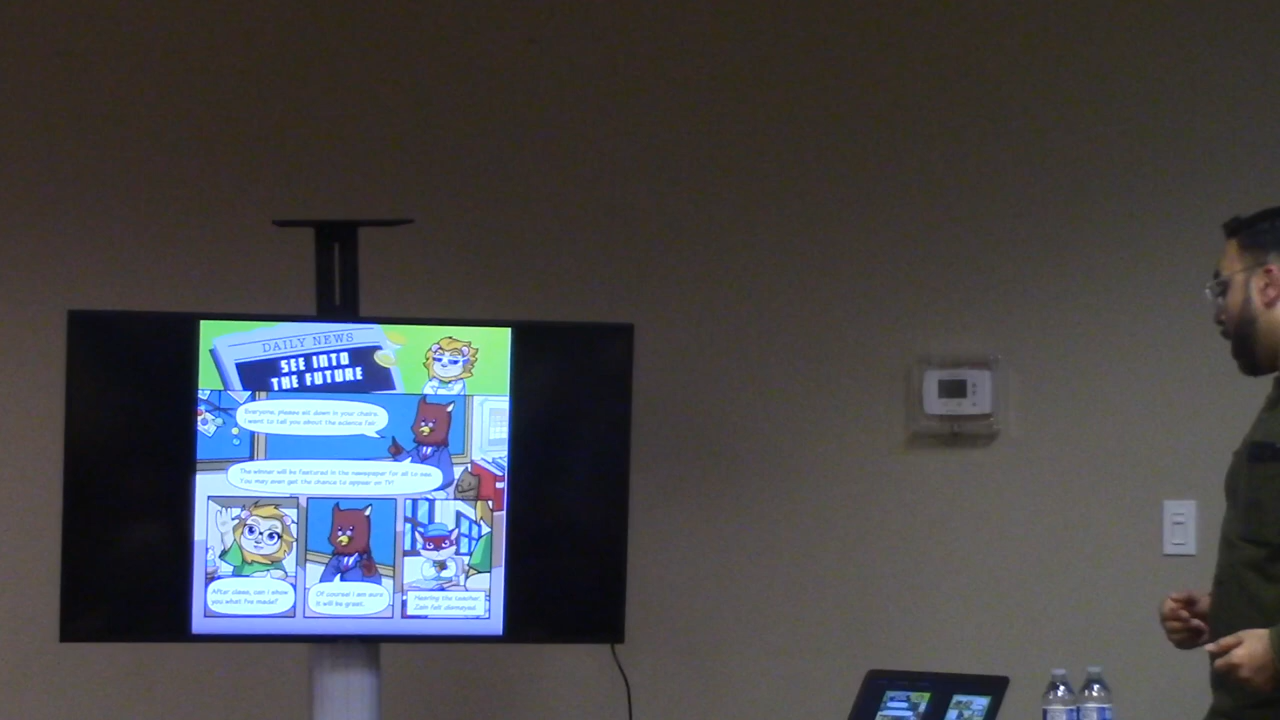 DAILY NEWS
SEE INTO
THE FUTURE
Everyone, please sit down in your chairs.
I want to tell you about the science fair
The winner will be featured in the newspaper for all to see.
You may even get the chance to appear on TV!
After class, can I show
you what I've made?
Of course! I am sure
it will be great.
Hearing the teacher,
Zain felt dismayed.